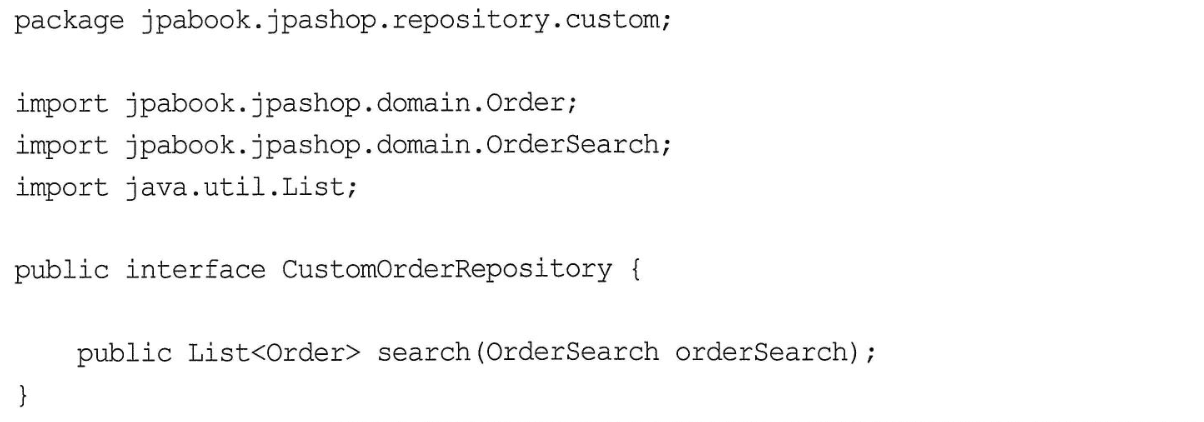 package jpabook.jpashop.repository.custom;
import jpabook.jpashop.domain.Order;
import jpabook.jpashop.domain.OrderSearch;
import java.util.List;
public interface CustomOrderRepository {
    public List<Order> search(OrderSearch orderSearch);
}